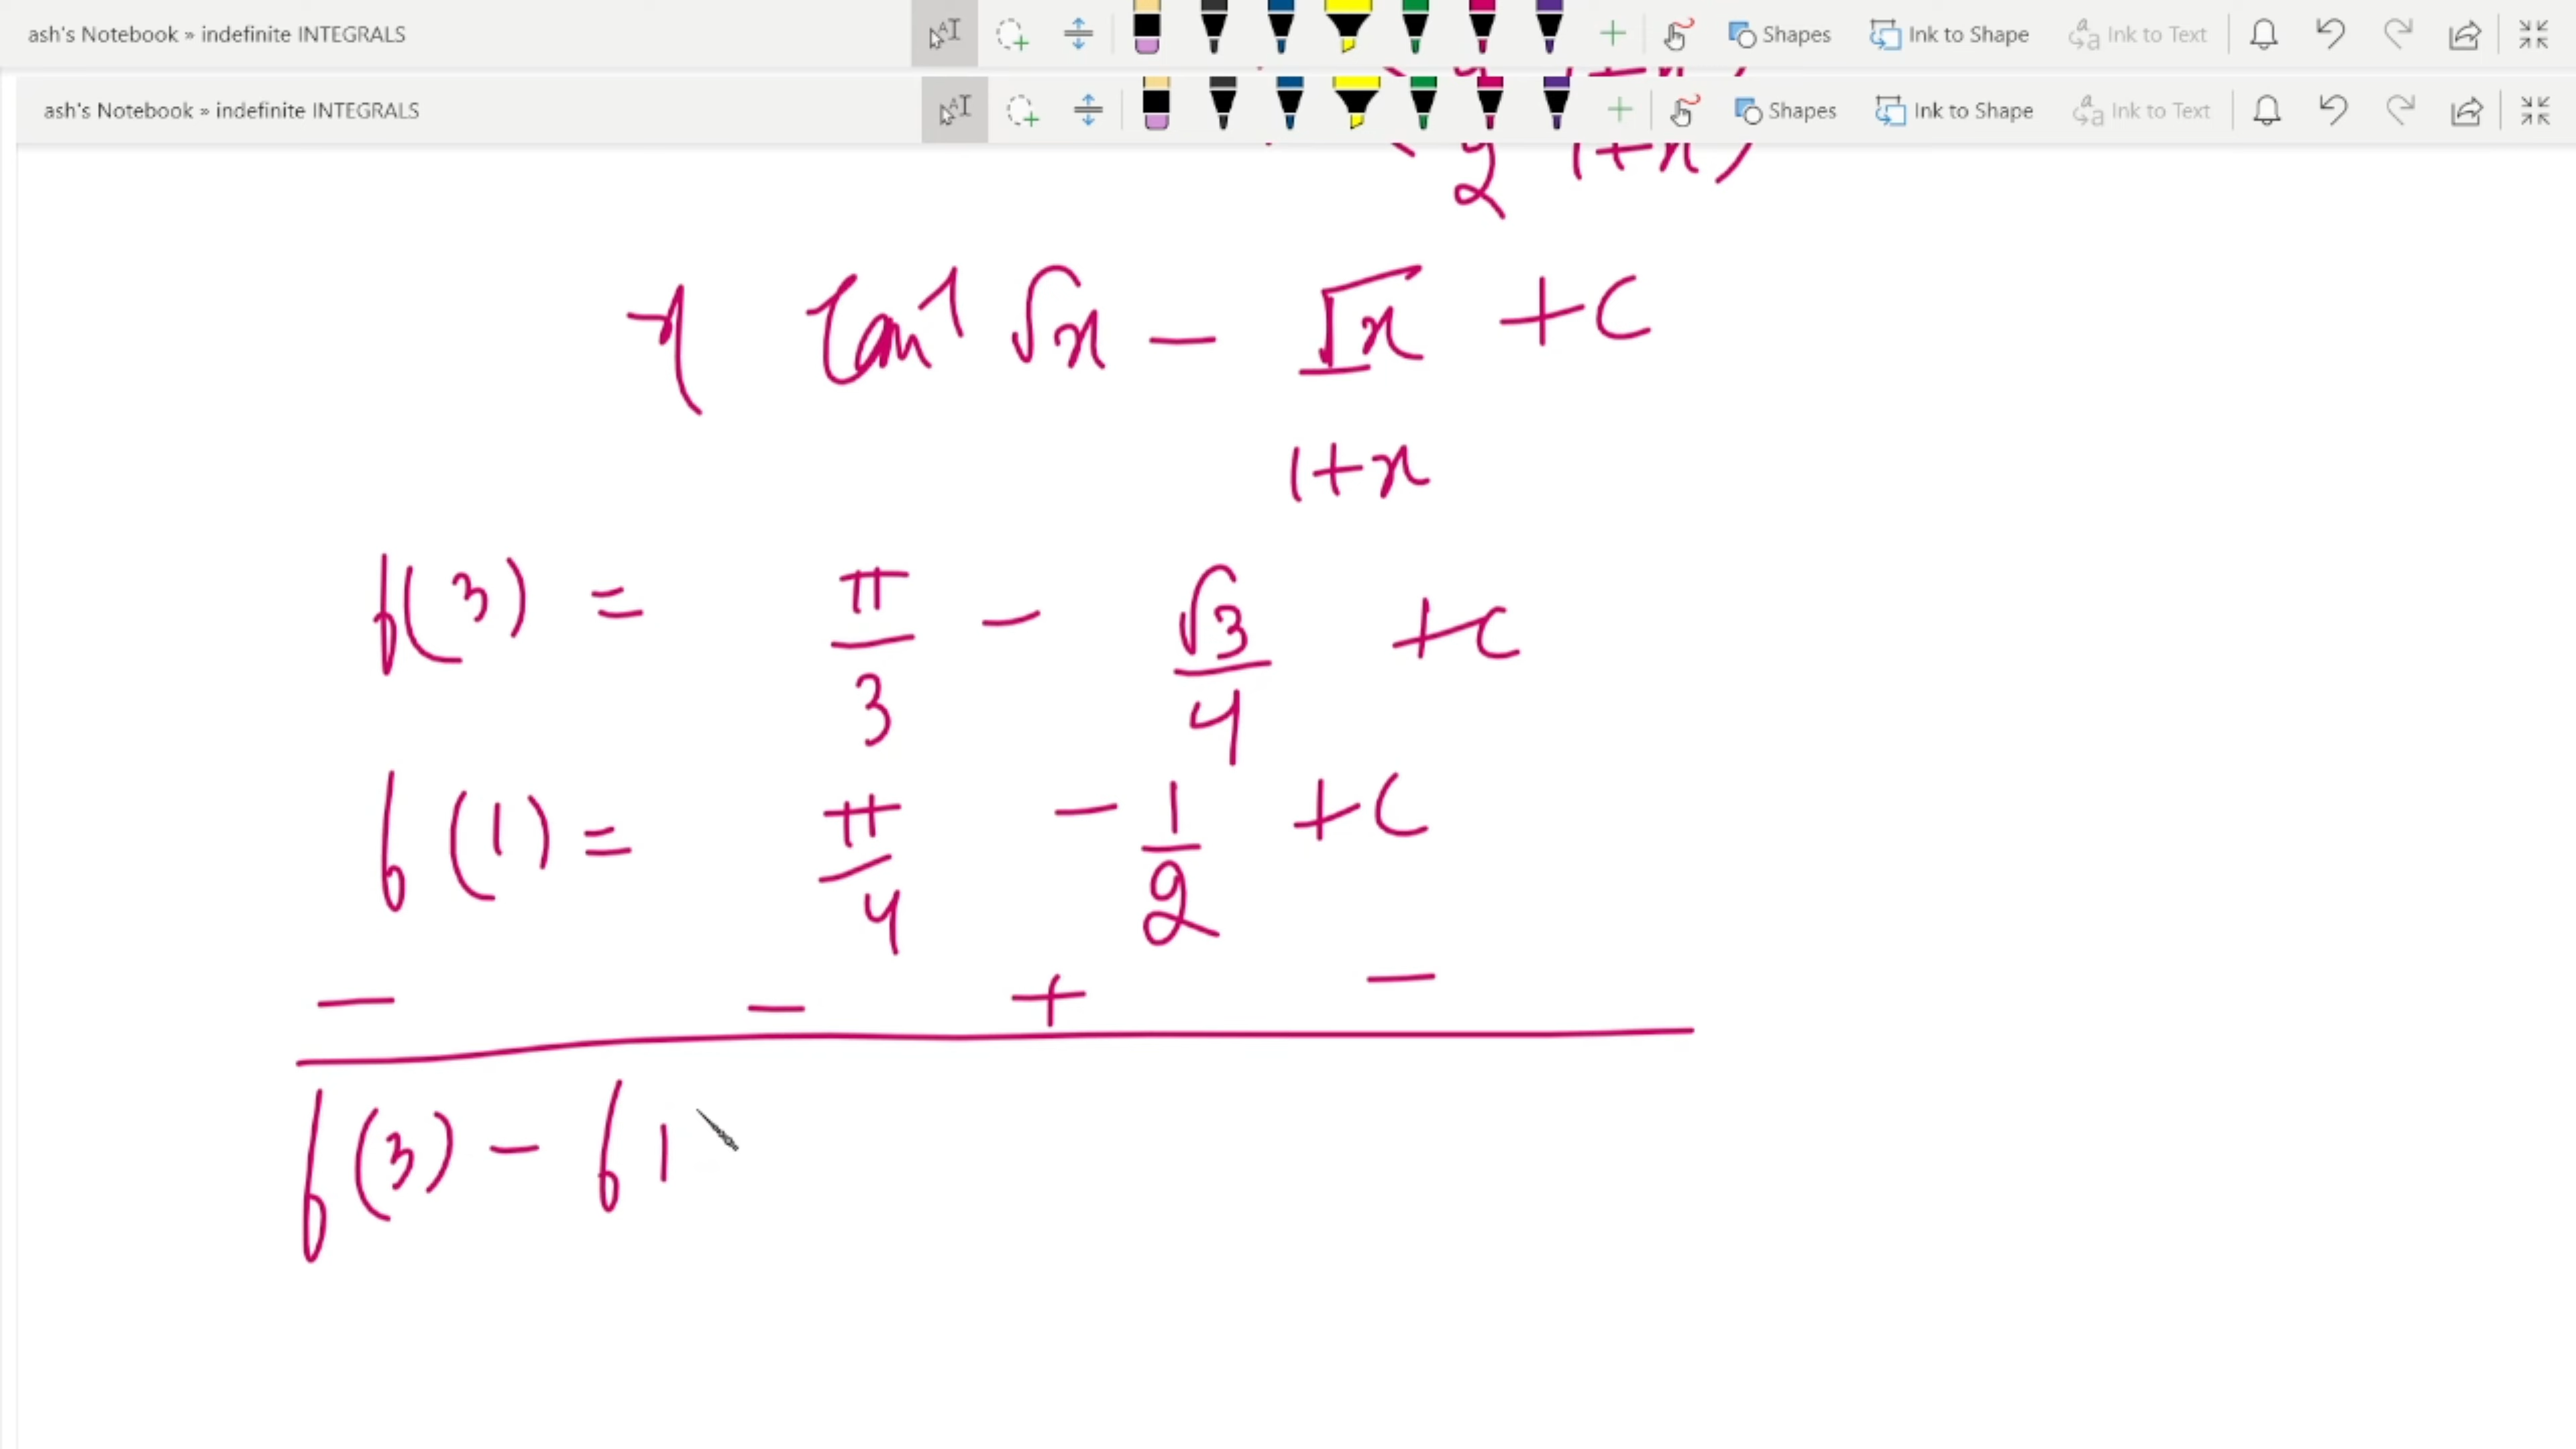 ash's Notebook » indefinite INTEGRALS Shapes Ink to Shape Ink to Text
ash's Notebook » indefinite INTEGRALS Shapes Ink to Shape Ink to Text
2 1+x)
tan⁻¹ √x − √x/(1+x) + C
f(3) = π/3 − √3/4 + C
f(1) = π/4 − 1/2 + C
− − + −
f(3) − f 1